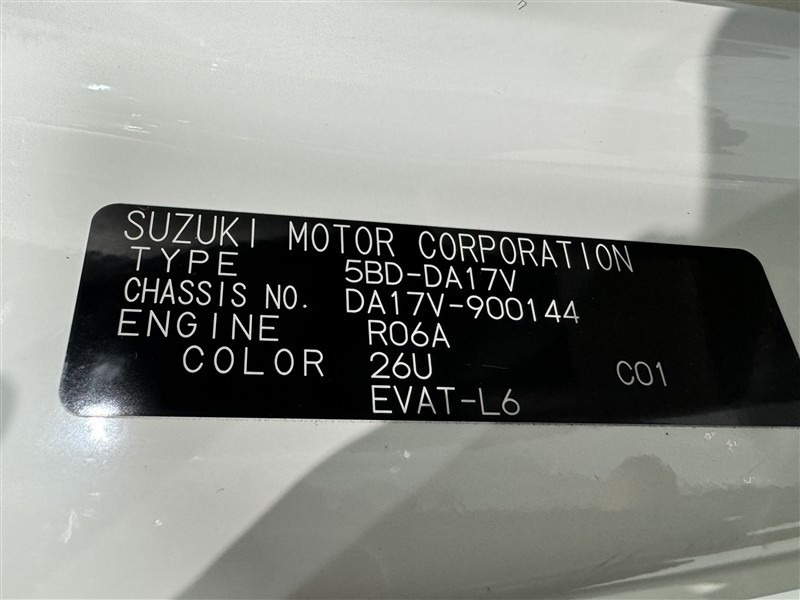 SUZUKI MOTOR CORPORATION
TYPE 5BD-DA17V
CHASSIS NO. DA17V-900144
ENGINE R06A
COLOR 26U C01
EVAT-L6